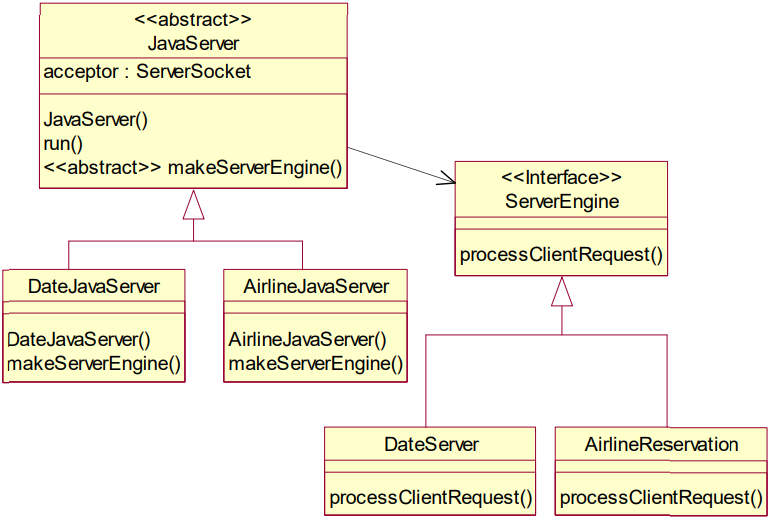 <<abstract>>
JavaServer
acceptor : ServerSocket
JavaServer()
run()
<<abstract>> makeServerEngine()
<<Interface>>
ServerEngine
processClientRequest()
DateJavaServer
DateJavaServer()
makeServerEngine()
AirlineJavaServer
AirlineJavaServer()
makeServerEngine()
DateServer
processClientRequest()
AirlineReservation
processClientRequest()